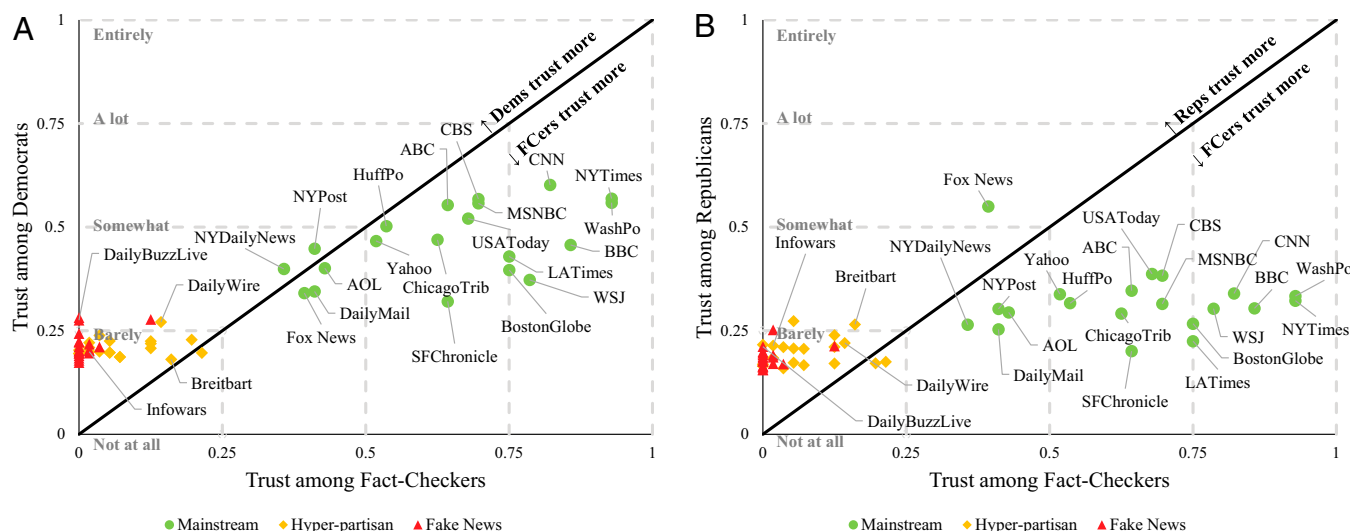 A
Trust among Democrats
1
0.75
0.5
0.25
0
Entirely
A lot
Somewhat
Barely
Not at all
↑ Dems trust more
↓ FCers trust more
CBS
ABC
CNN
HuffPo
NYTimes
NYPost
MSNBC
WashPo
NYDailyNews
USAToday
BBC
DailyBuzzLive
Yahoo
LATimes
AOL
ChicagoTrib
DailyWire
WSJ
DailyMail
BostonGlobe
Fox News
SFChronicle
Breitbart
Infowars
0
0.25
0.5
0.75
1
Trust among Fact-Checkers
Mainstream
Hyper-partisan
Fake News
B
Trust among Republicans
1
0.75
0.5
0.25
0
Entirely
A lot
Somewhat
Barely
Not at all
↑ Reps trust more
↓ FCers trust more
Fox News
Infowars
USAToday
CBS
NYDailyNews
ABC
CNN
Yahoo
MSNBC
Breitbart
HuffPo
BBC
WashPo
NYPost
ChicagoTrib
WSJ
NYTimes
AOL
BostonGlobe
DailyMail
LATimes
DailyWire
SFChronicle
DailyBuzzLive
0
0.25
0.5
0.75
1
Trust among Fact-Checkers
Mainstream
Hyper-partisan
Fake News